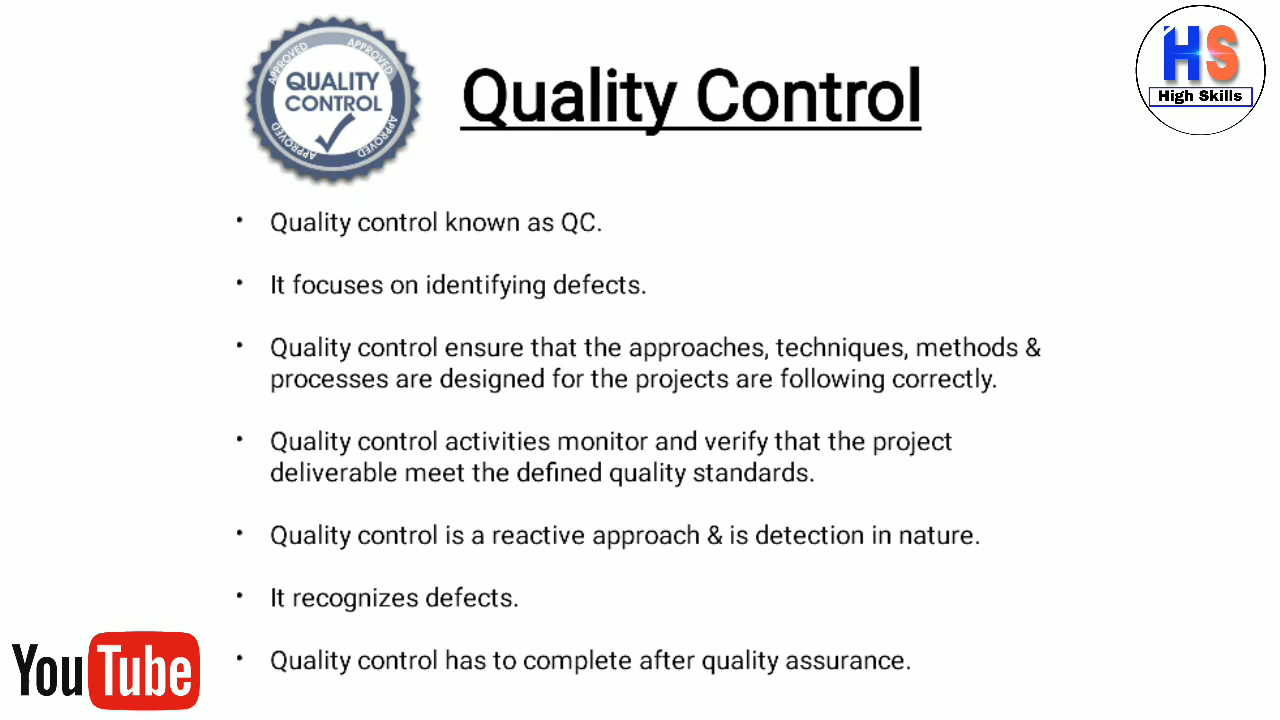 APPROVED APPROVED
QUALITY
CONTROL
APPROVED APPROVED
Quality Control
HS
High Skills
• Quality control known as QC.
• It focuses on identifying defects.
• Quality control ensure that the approaches, techniques, methods &
processes are designed for the projects are following correctly.
• Quality control activities monitor and verify that the project
deliverable meet the defined quality standards.
• Quality control is a reactive approach & is detection in nature.
• It recognizes defects.
• Quality control has to complete after quality assurance.
YouTube